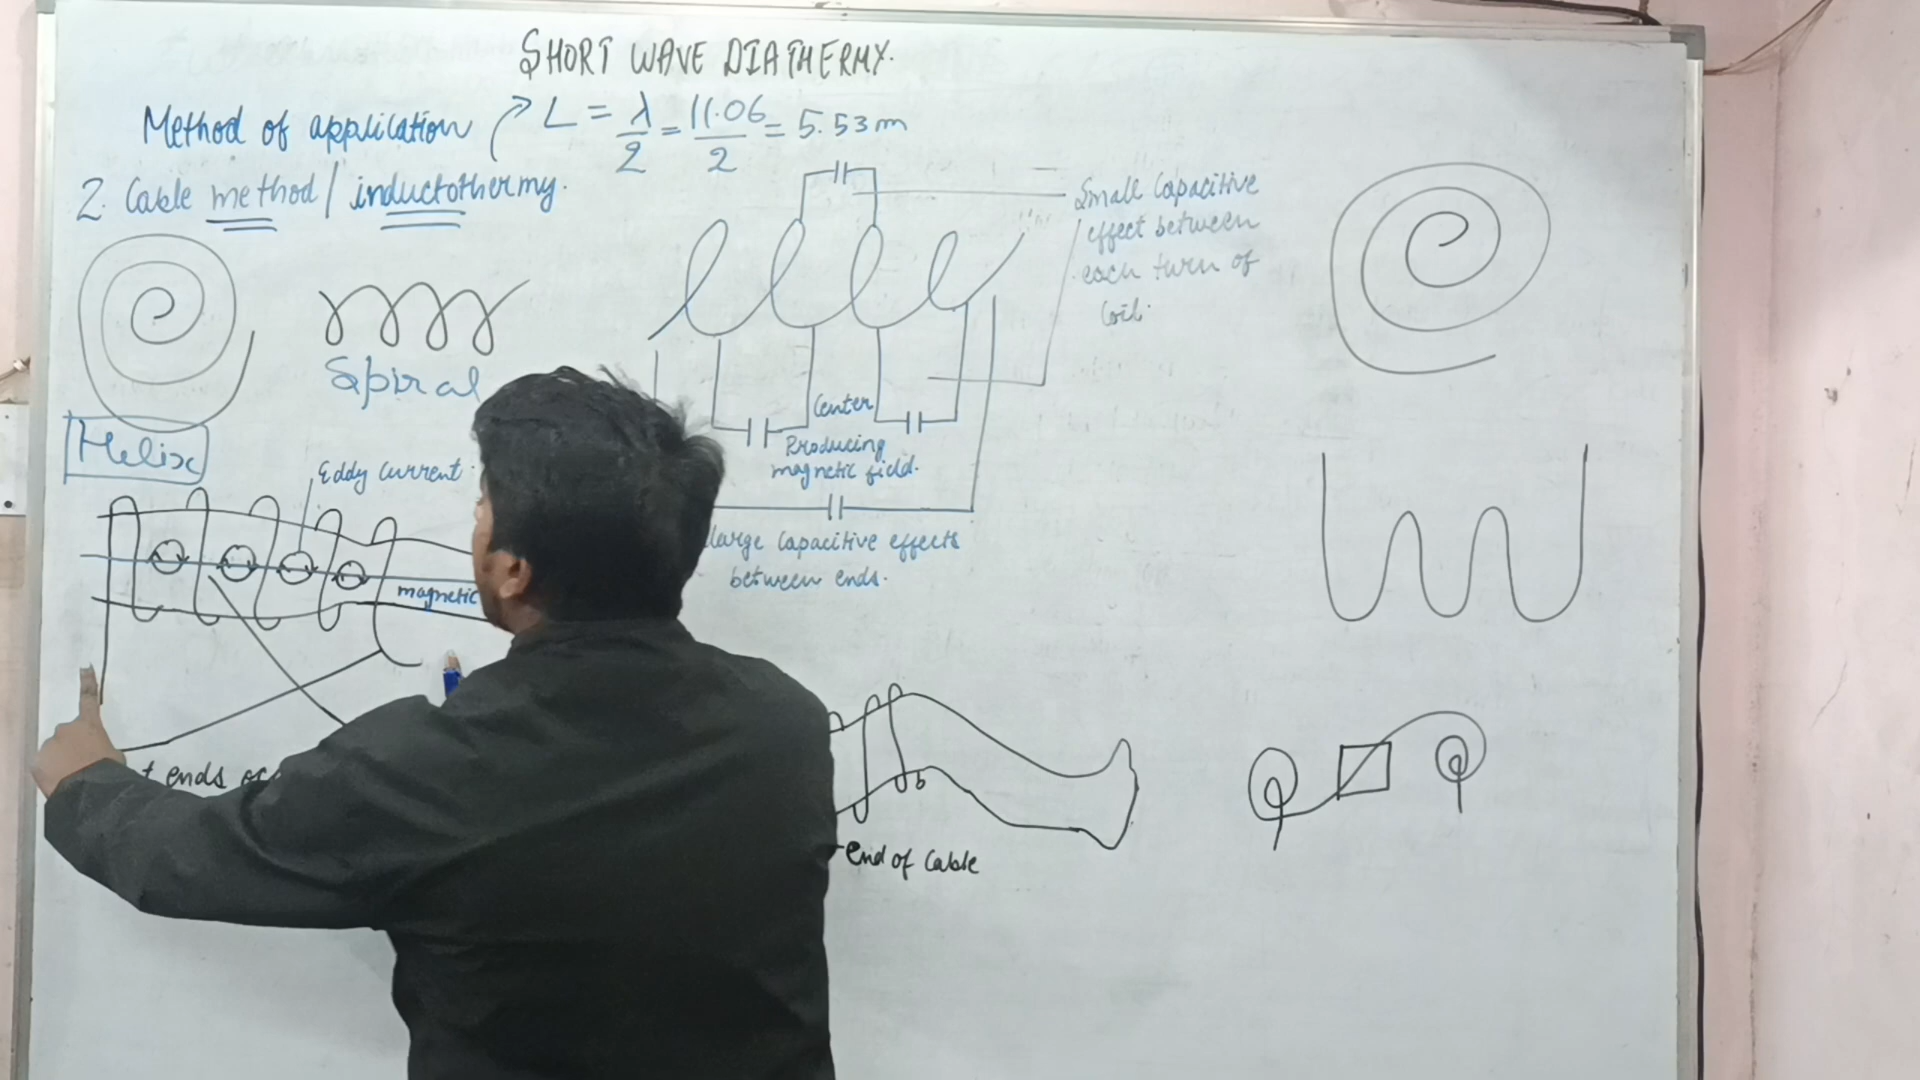 SHORT WAVE DIATHERMY.
Method of application
L = λ/2 = 11.06/2 = 5.53m
2. Cable method / inductothermy.
Small Capacitive
effect between
each turn of
Coil.
Spiral
Helix
Center
Producing
magnetic field.
Eddy Current.
large Capacitive effects
between ends.
magnetic
ends of
b
end of Cable